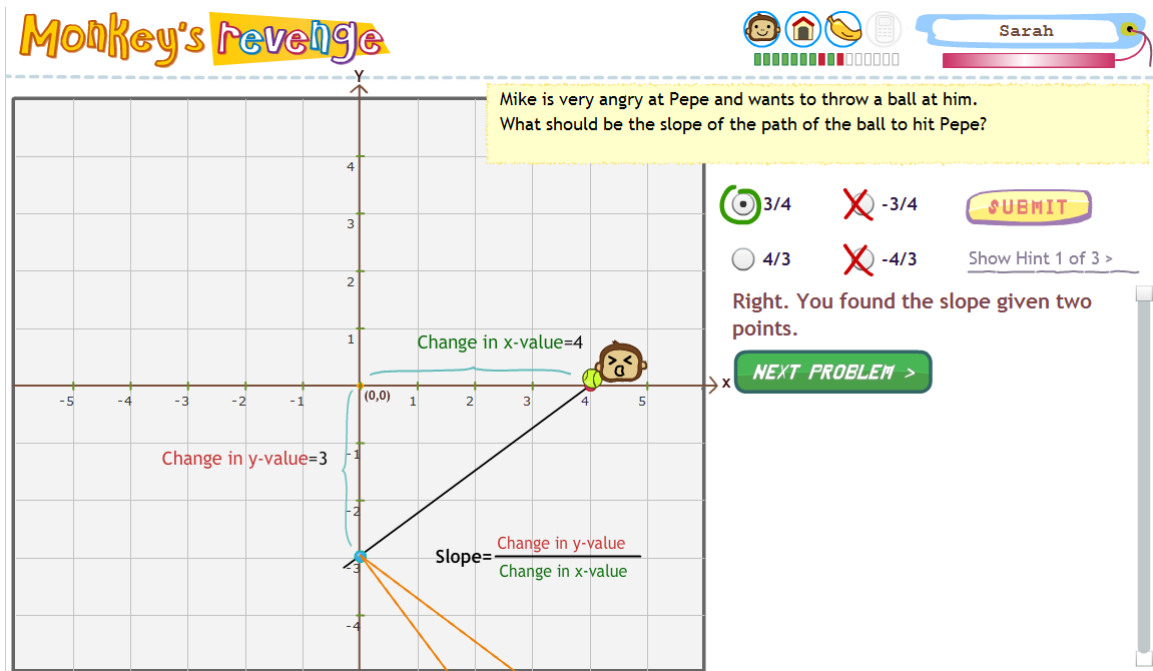 Monkey's revenge
Sarah
Mike is very angry at Pepe and wants to throw a ball at him.
What should be the slope of the path of the ball to hit Pepe?
3/4 -3/4 SUBMIT
4/3 -4/3 Show Hint 1 of 3 >
Right. You found the slope given two
points.
NEXT PROBLEM >
Y
4
3
2
1
Change in x-value=4
-5 -4 -3 -2 -1 (0,0) 1 2 3 4 5 X
Change in y-value=3
-1
-2
-3
-4
Slope= Change in y-value
Change in x-value